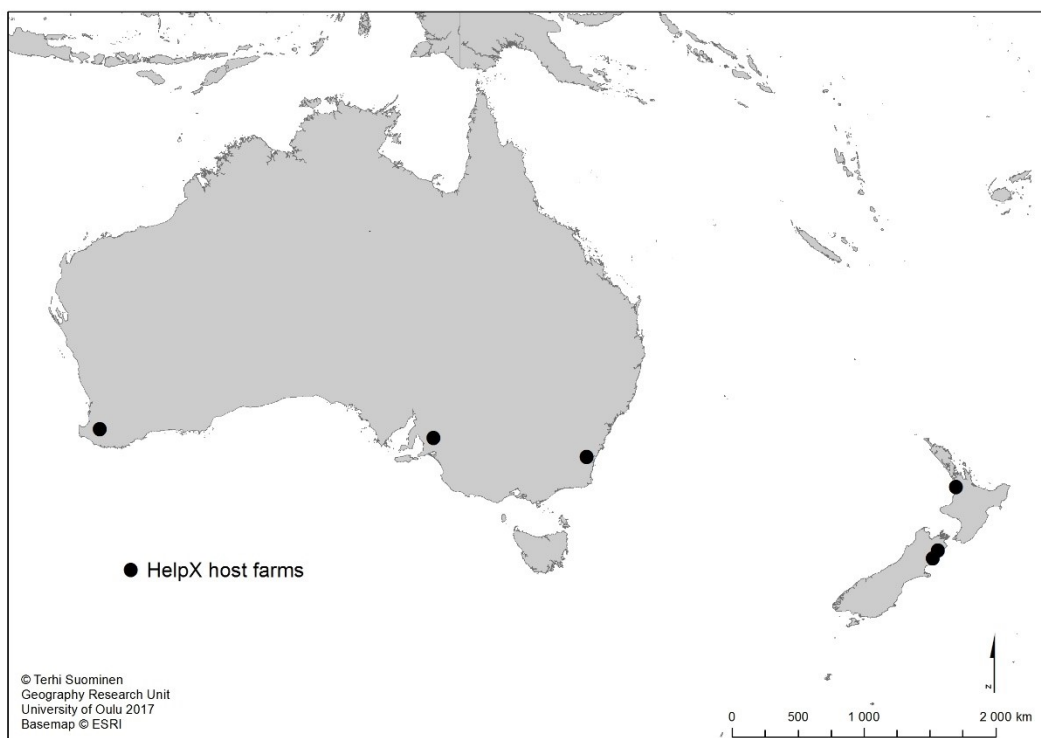 HelpX host farms
© Terhi Suominen
Geography Research Unit
University of Oulu 2017
Basemap © ESRI
N
0 500 1 000 2 000 km